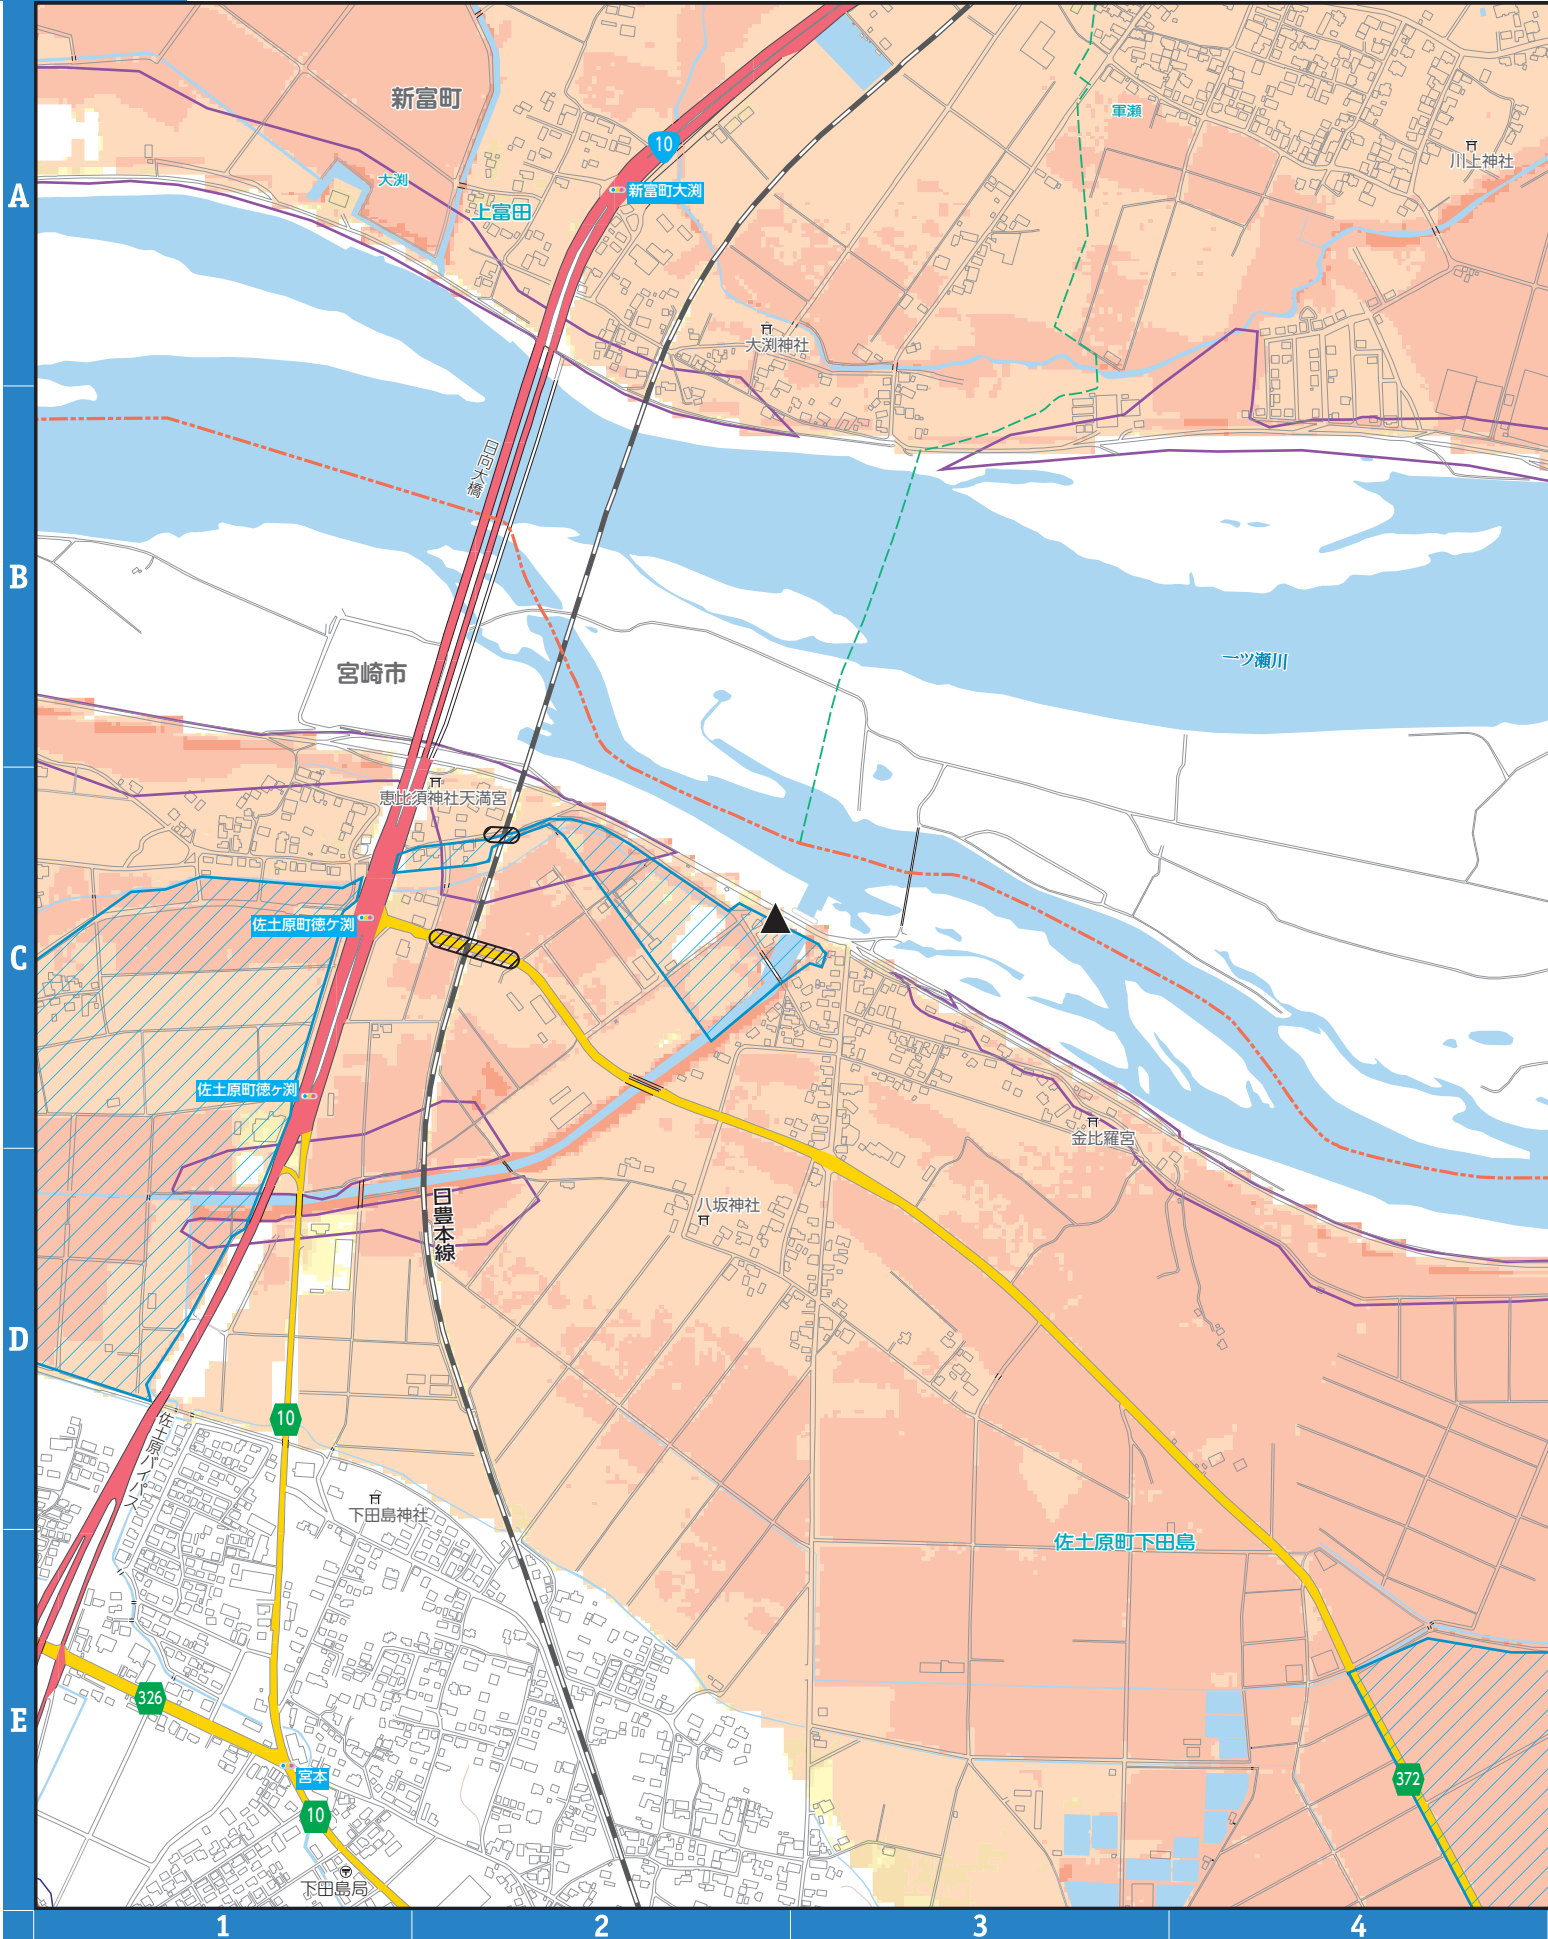 A
B
C
D
E
1
2
3
4
新富町
10
軍瀬
川上神社
大渕
上富田
新富町大渕
大渕神社
日向大橋
一ツ瀬川
宮崎市
恵比須神社天満宮
佐土原町徳ケ渕
佐土原町徳ヶ渕
金比羅宮
日豊本線
八坂神社
10
佐土原バイパス
下田島神社
佐土原町下田島
326
372
宮本
10
下田島局